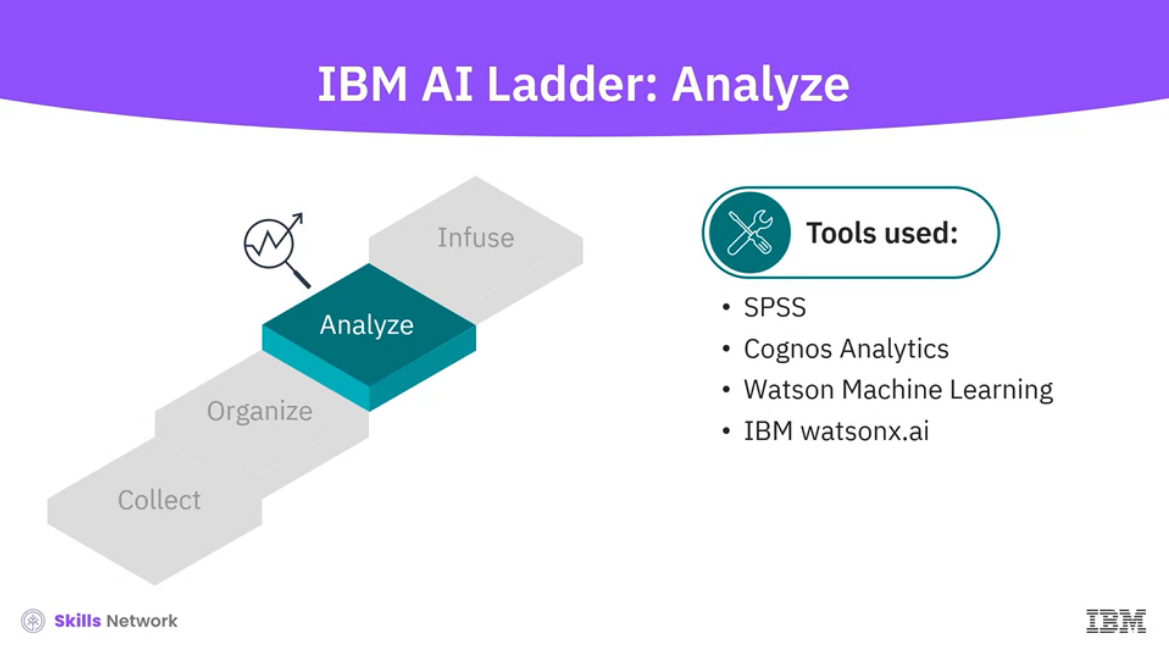 IBM AI Ladder: Analyze
Infuse
Analyze
Organize
Collect
Tools used:
• SPSS
• Cognos Analytics
• Watson Machine Learning
• IBM watsonx.ai
Skills Network
IBM